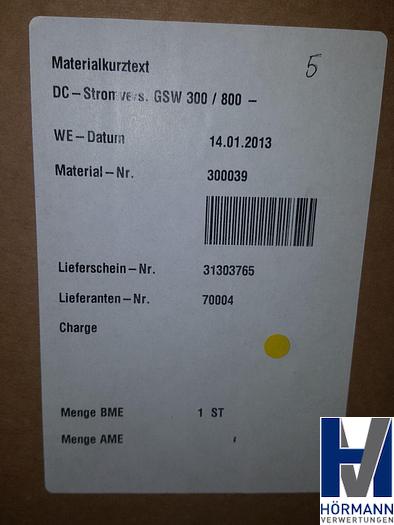 Materialkurztext
5
DC-Stromvers. GSW 300 / 800 -
WE-Datum 14.01.2013
Material-Nr. 300039
Lieferschein-Nr. 31303765
Lieferanten-Nr. 70004
Charge
Menge BME 1 ST
Menge AME
HÖRMANN
VERWERTUNGEN